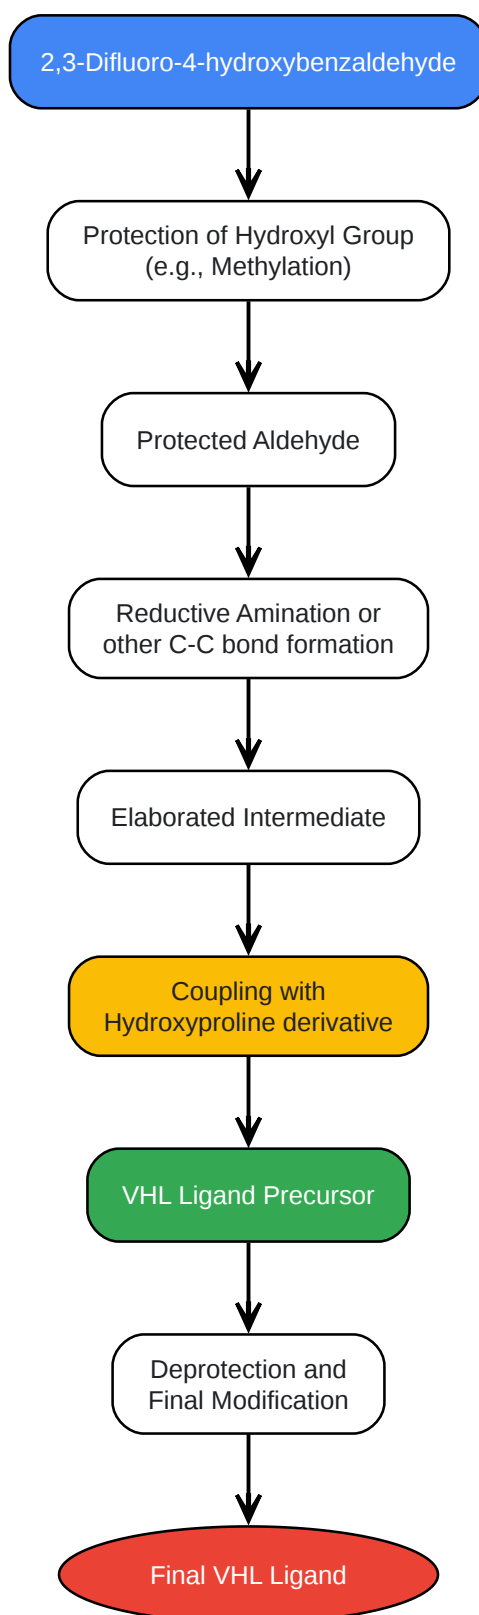 2,3-Difluoro-4-hydroxybenzaldehyde
Protection of Hydroxyl Group
(e.g., Methylation)
Protected Aldehyde
Reductive Amination or
other C-C bond formation
Elaborated Intermediate
Coupling with
Hydroxyproline derivative
VHL Ligand Precursor
Deprotection and
Final Modification
Final VHL Ligand